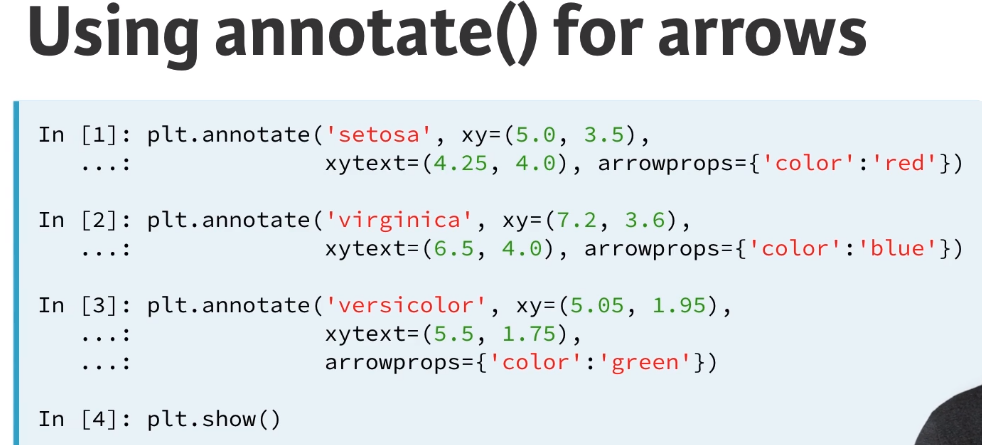 Using annotate() for arrows
In [1]: plt.annotate('setosa', xy=(5.0, 3.5),
...: xytext=(4.25, 4.0), arrowprops={'color':'red'})
In [2]: plt.annotate('virginica', xy=(7.2, 3.6),
...: xytext=(6.5, 4.0), arrowprops={'color':'blue'})
In [3]: plt.annotate('versicolor', xy=(5.05, 1.95),
...: xytext=(5.5, 1.75),
...: arrowprops={'color':'green'})
In [4]: plt.show()